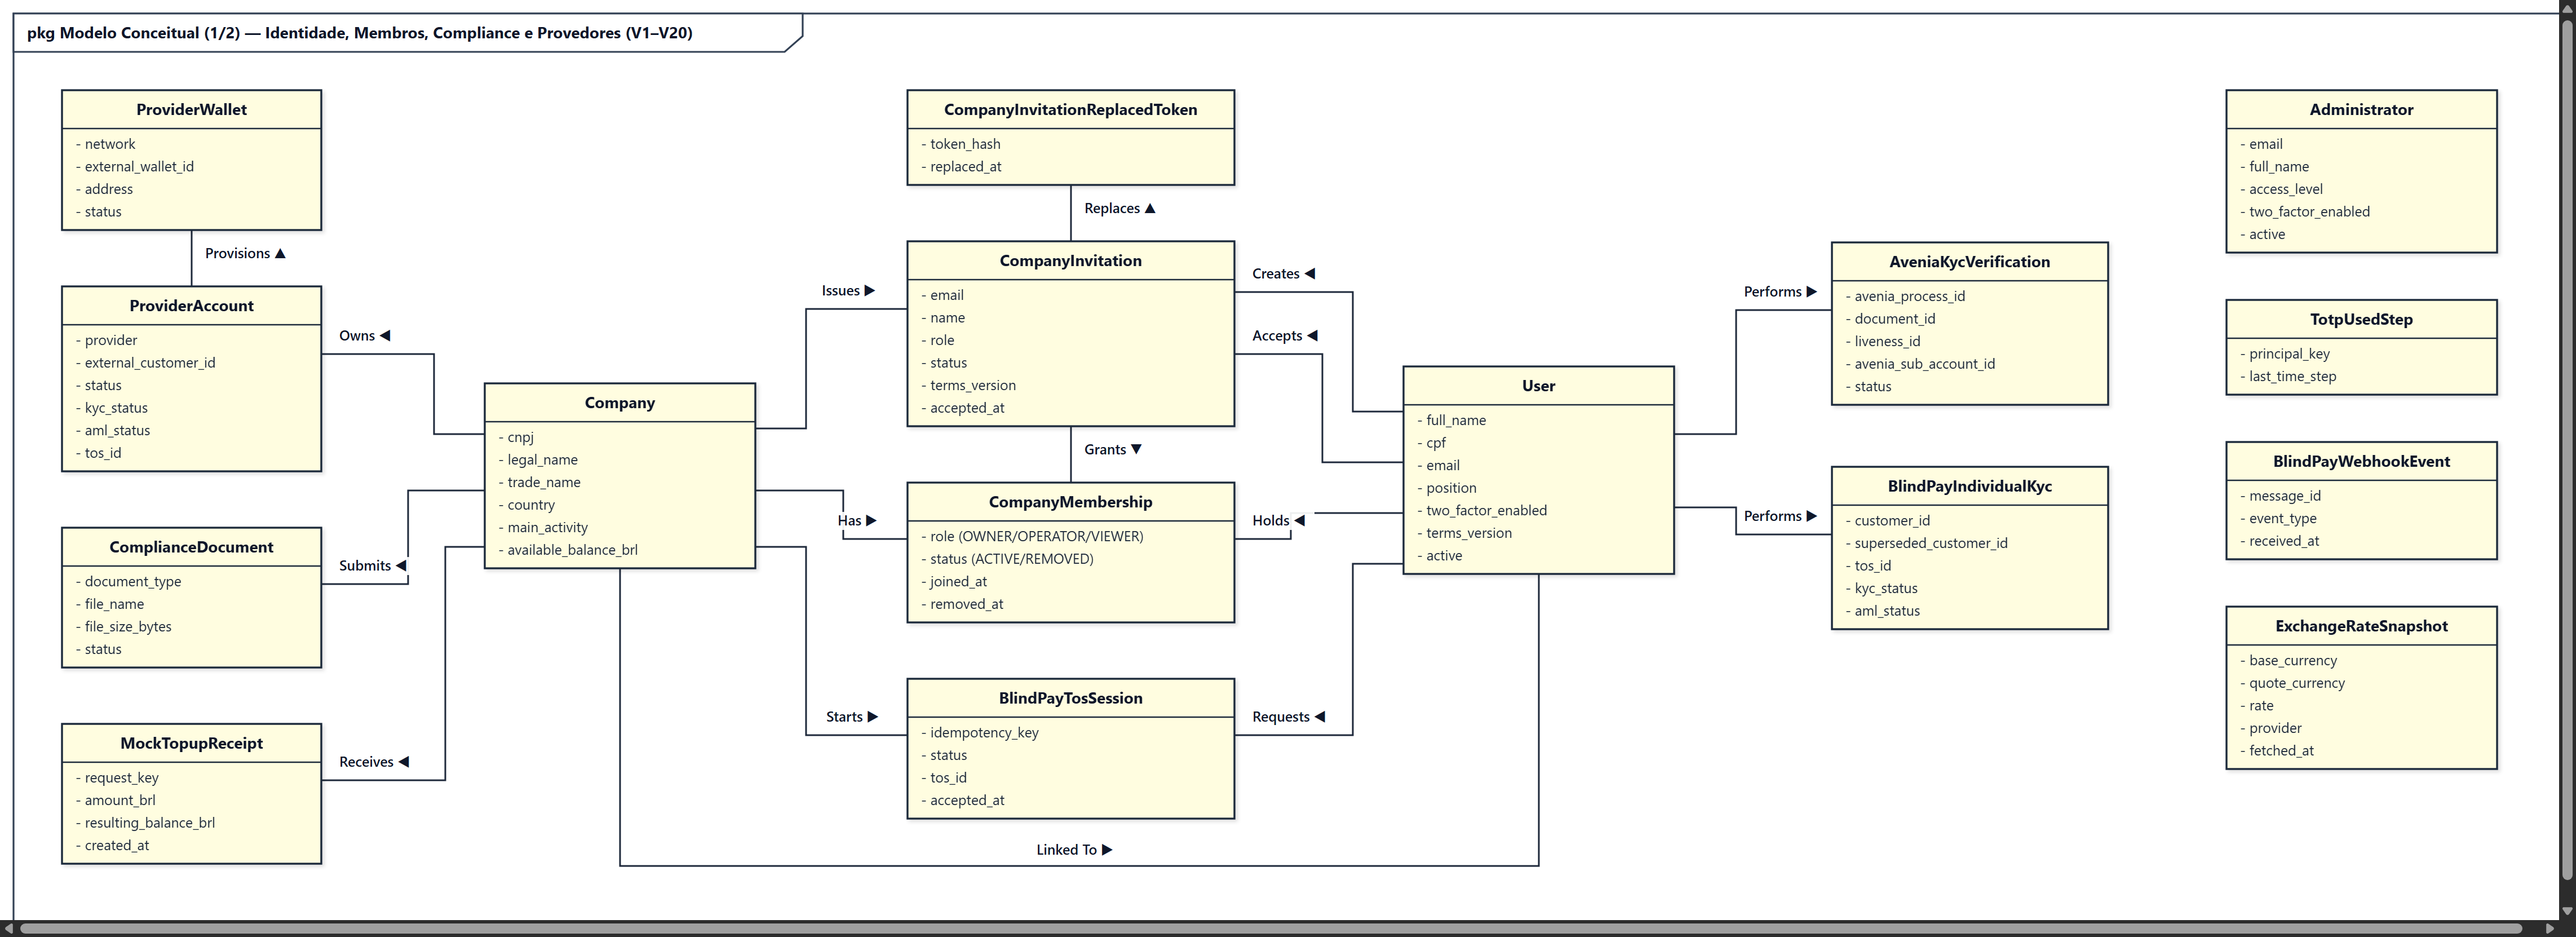 pkg Modelo Conceitual (1/2) — Identidade, Membros, Compliance e Provedores (V1–V20)
ProviderWallet
- network
- external_wallet_id
- address
- status
Provisions ▲
ProviderAccount
- provider
- external_customer_id
- status
- kyc_status
- aml_status
- tos_id
Owns ◀
ComplianceDocument
- document_type
- file_name
- file_size_bytes
- status
Submits ◀
MockTopupReceipt
- request_key
- amount_brl
- resulting_balance_brl
- created_at
Receives ◀
Company
- cnpj
- legal_name
- trade_name
- country
- main_activity
- available_balance_brl
Issues ▶
Has ▶
Starts ▶
Linked To ▶
CompanyInvitationReplacedToken
- token_hash
- replaced_at
Replaces ▲
CompanyInvitation
- email
- name
- role
- status
- terms_version
- accepted_at
Grants ▼
CompanyMembership
- role (OWNER/OPERATOR/VIEWER)
- status (ACTIVE/REMOVED)
- joined_at
- removed_at
BlindPayTosSession
- idempotency_key
- status
- tos_id
- accepted_at
Creates ◀
Accepts ◀
Holds ◀
Requests ◀
User
- full_name
- cpf
- email
- position
- two_factor_enabled
- terms_version
- active
Performs ▶
Performs ▶
AveniaKycVerification
- avenia_process_id
- document_id
- liveness_id
- avenia_sub_account_id
- status
BlindPayIndividualKyc
- customer_id
- superseded_customer_id
- tos_id
- kyc_status
- aml_status
Administrator
- email
- full_name
- access_level
- two_factor_enabled
- active
TotpUsedStep
- principal_key
- last_time_step
BlindPayWebhookEvent
- message_id
- event_type
- received_at
ExchangeRateSnapshot
- base_currency
- quote_currency
- rate
- provider
- fetched_at